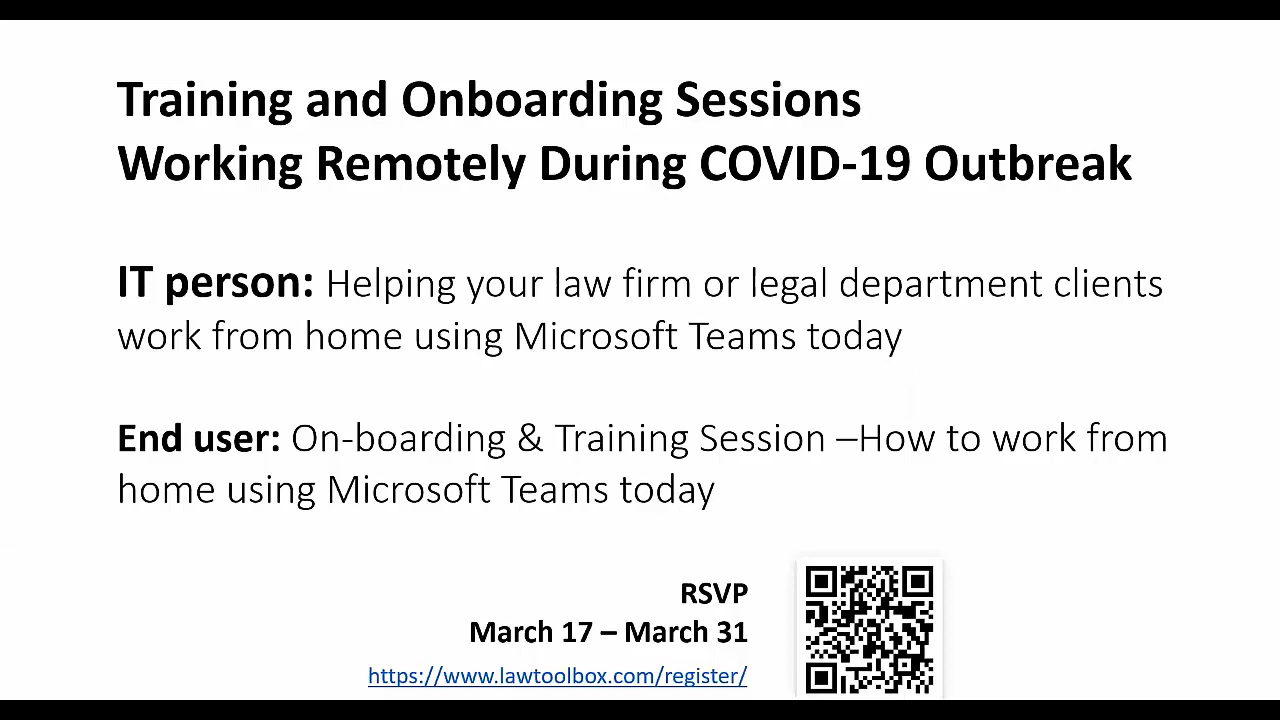 Training and Onboarding Sessions
Working Remotely During COVID-19 Outbreak
IT person: Helping your law firm or legal department clients
work from home using Microsoft Teams today
End user: On-boarding & Training Session –How to work from
home using Microsoft Teams today
RSVP
March 17 – March 31
https://www.lawtoolbox.com/register/